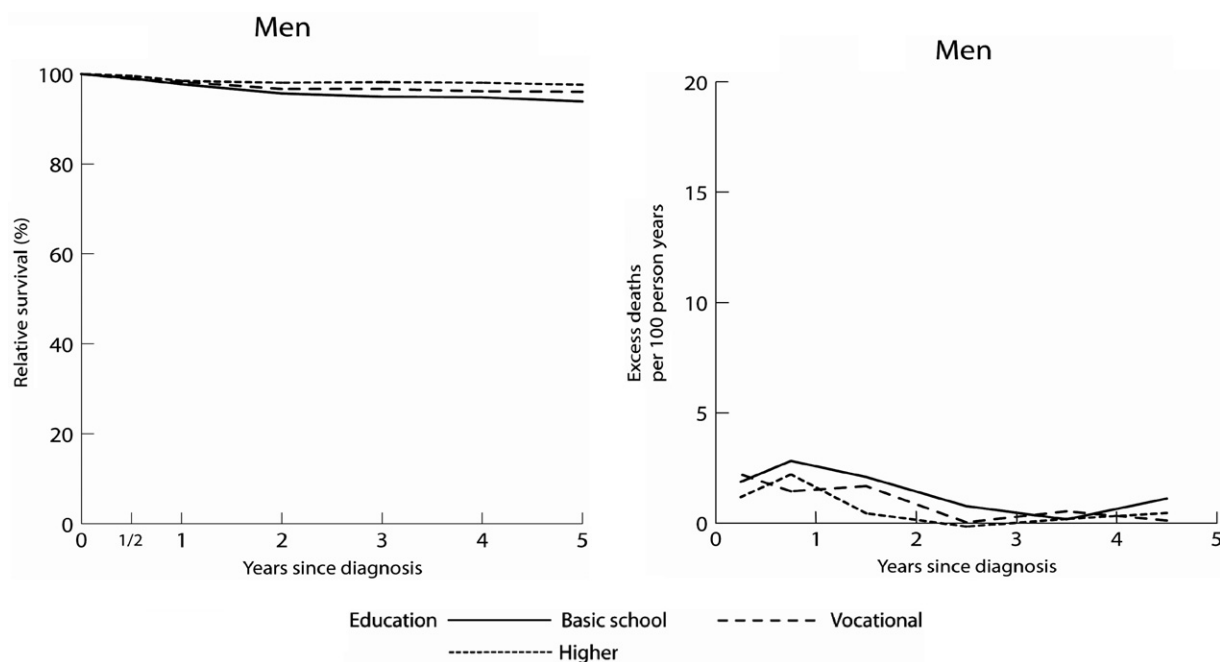 Men
100
80
60
40
20
0
Relative survival (%)
0 1/2 1 2 3 4 5
Years since diagnosis
Men
20
15
10
5
0
Excess deaths
per 100 person years
0 1 2 3 4 5
Years since diagnosis
Education Basic school Vocational
Higher